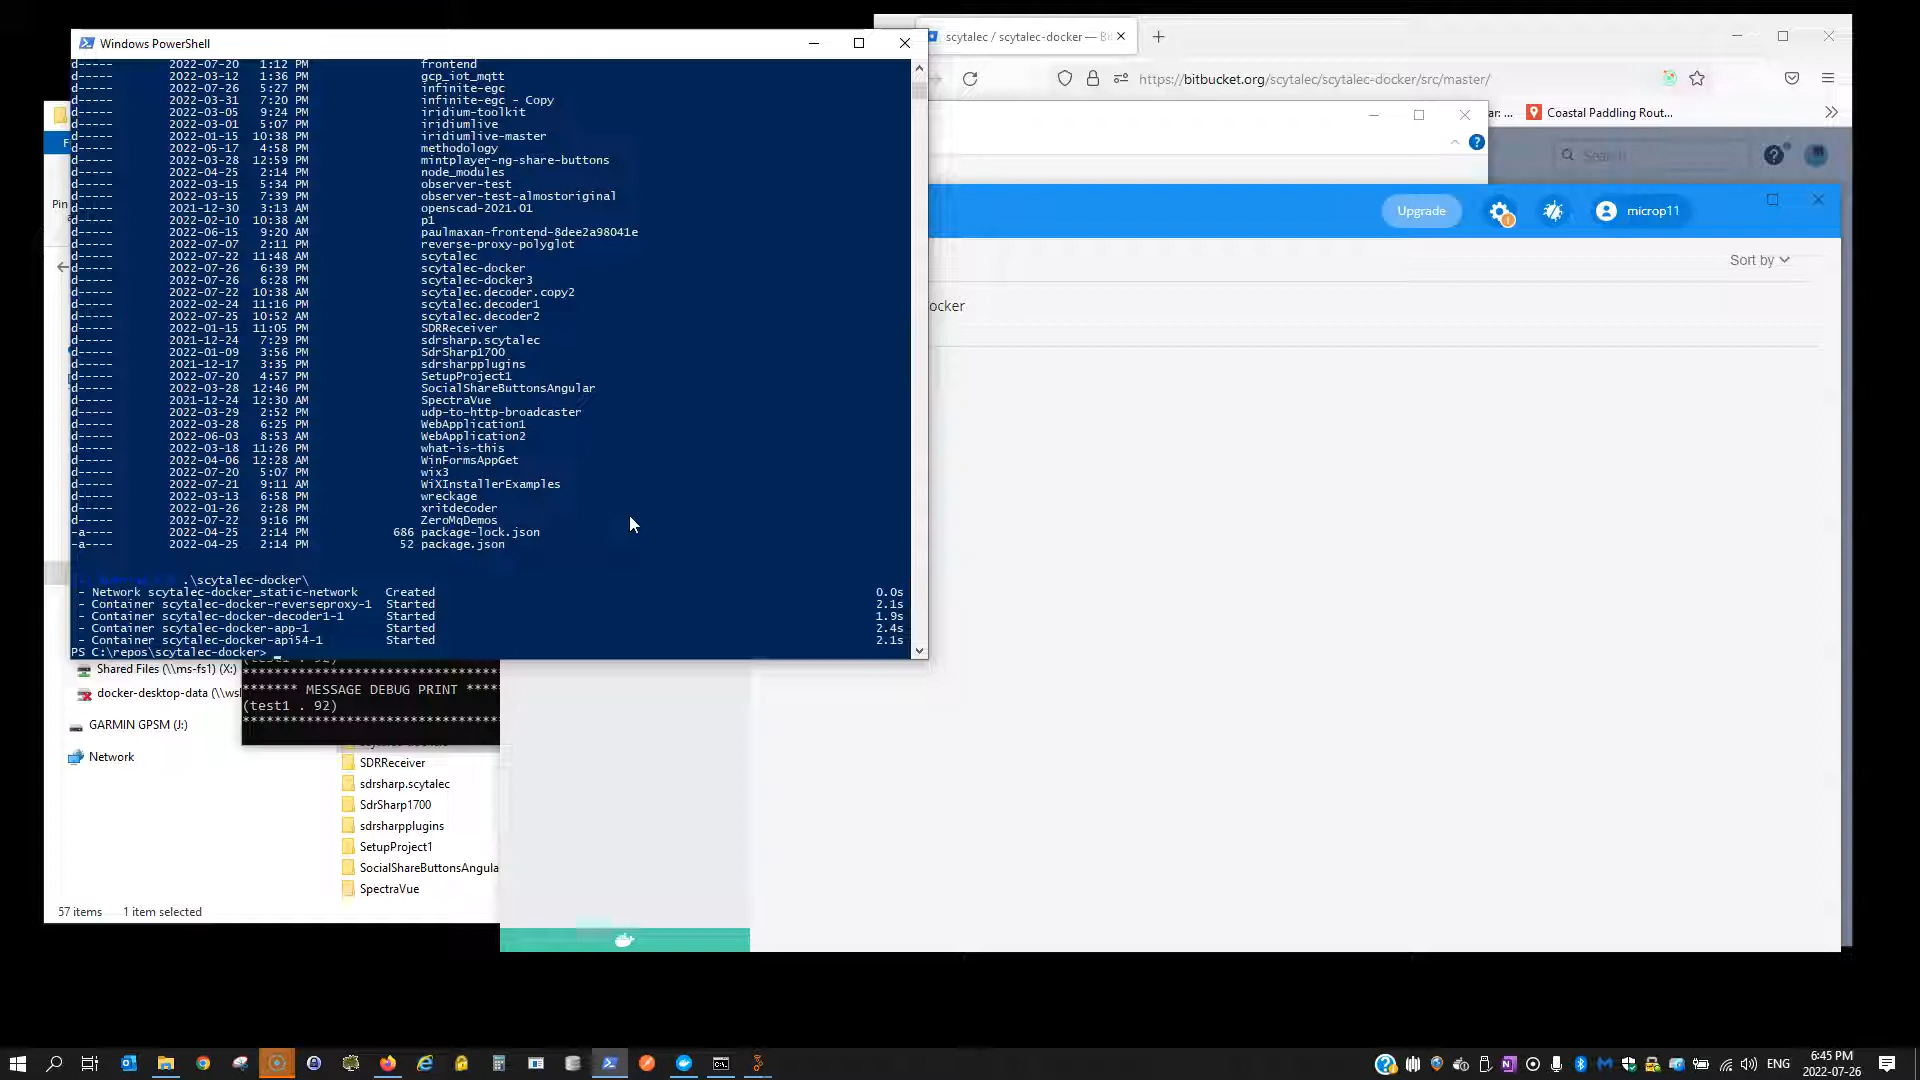 Windows PowerShell
d-----        2022-07-20   1:12 PM                frontend
d-----        2022-03-12   1:36 PM                gcp_iot_mqtt
d-----        2022-07-26   5:27 PM                infinite-egc
d-----        2022-03-31   7:20 PM                infinite-egc - Copy
d-----        2022-03-05   9:24 PM                iridium-toolkit
d-----        2022-03-01   5:07 PM                iridiumlive
d-----        2022-01-15  10:38 PM                iridiumlive-master
d-----        2022-05-17   4:58 PM                methodology
d-----        2022-03-28  12:59 PM                mintplayer-ng-share-buttons
d-----        2022-04-25   2:14 PM                node_modules
d-----        2022-03-15   5:34 PM                observer-test
d-----        2022-03-15   7:39 PM                observer-test-almostoriginal
d-----        2021-12-30   3:13 AM                openscad-2021.01
d-----        2022-02-10  10:38 AM                p1
d-----        2022-06-15   9:20 AM                paulmaxan-frontend-8dee2a98041e
d-----        2022-07-07   2:11 PM                reverse-proxy-polyglot
d-----        2022-07-22  11:48 AM                scytalec
d-----        2022-07-26   6:39 PM                scytalec-docker
d-----        2022-07-26   6:28 PM                scytalec-docker3
d-----        2022-07-22  10:38 AM                scytalec.decoder.copy2
d-----        2022-02-24  11:16 PM                scytalec.decoder1
d-----        2022-07-25  10:52 AM                scytalec.decoder2
d-----        2022-01-15  11:05 PM                SDRReceiver
d-----        2021-12-24   7:29 PM                sdrsharp.scytalec
d-----        2022-01-09   3:56 PM                SdrSharp1700
d-----        2021-12-17   3:35 PM                sdrsharpplugins
d-----        2022-07-20   4:57 PM                SetupProject1
d-----        2022-03-28  12:46 PM                SocialShareButtonsAngular
d-----        2021-12-24  12:30 AM                SpectraVue
d-----        2022-03-29   2:52 PM                udp-to-http-broadcaster
d-----        2022-03-28   6:25 PM                WebApplication1
d-----        2022-06-03   8:53 AM                WebApplication2
d-----        2022-03-18  11:26 PM                what-is-this
d-----        2022-04-06  12:28 AM                WinFormsAppGet
d-----        2022-07-20   5:07 PM                wix3
d-----        2022-07-21   9:11 AM                WiXInstallerExamples
d-----        2022-03-13   6:58 PM                wreckage
d-----        2022-01-26   2:28 PM                xritdecoder
d-----        2022-07-22   9:16 PM                ZeroMqDemos
-a----        2022-04-25   2:14 PM            686 package-lock.json
-a----        2022-04-25   2:14 PM             52 package.json
.\scytalec-docker\
- Network scytalec-docker_static-network    Created    0.0s
- Container scytalec-docker-reverseproxy-1  Started    2.1s
- Container scytalec-docker-decoder1-1      Started    1.9s
- Container scytalec-docker-app-1           Started    2.4s
- Container scytalec-docker-api54-1         Started    2.1s
PS C:\repos\scytalec-docker>
scytalec / scytalec-docker — Bi
https://bitbucket.org/scytalec/scytalec-docker/src/master/
ar: ...
Coastal Paddling Rout...
Search
F
Pin
Upgrade
microp11
Sort by
ocker
(test1 . 92)
MESSAGE DEBUG PRINT
(test1 . 92)
Shared Files (\\ms-fs1) (X:)
docker-desktop-data (\\wsl
GARMIN GPSM (J:)
Network
SDRReceiver
sdrsharp.scytalec
SdrSharp1700
sdrsharpplugins
SetupProject1
SocialShareButtonsAngula
SpectraVue
57 items
1 item selected
ENG
6:45 PM
2022-07-26